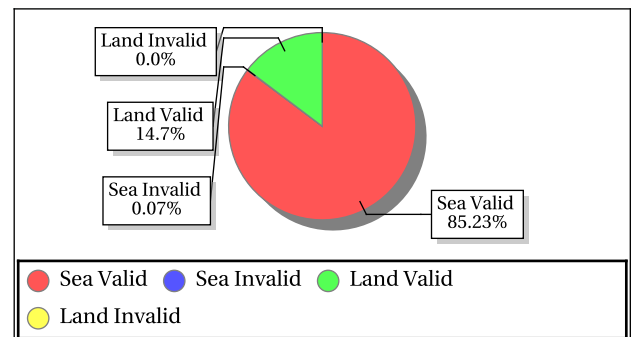 Land Invalid
0.0%
Land Valid
14.7%
Sea Invalid
0.07%
Sea Valid
85.23%
Sea Valid Sea Invalid Land Valid
Land Invalid